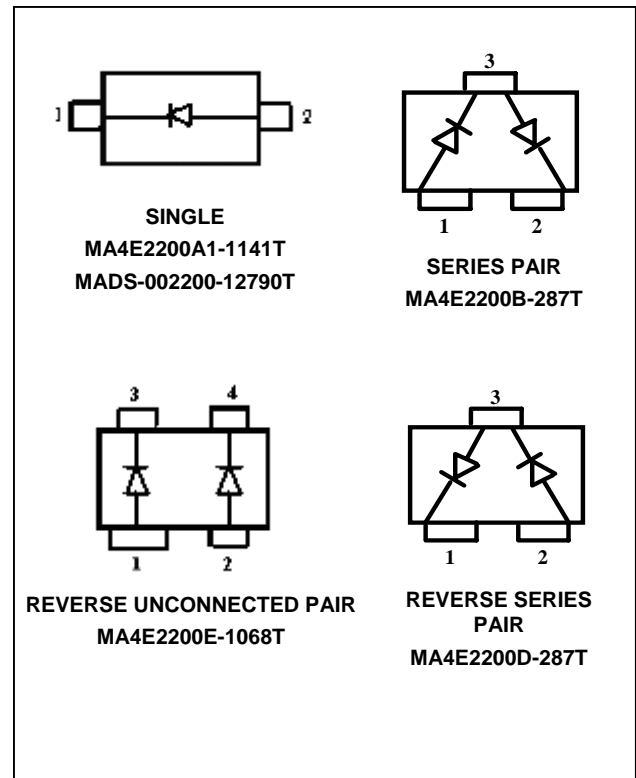 1
2
SINGLE
MA4E2200A1-1141T
MADS-002200-12790T
3
1 2
SERIES PAIR
MA4E2200B-287T
3 4
1 2
REVERSE UNCONNECTED PAIR
MA4E2200E-1068T
3
1 2
REVERSE SERIES
PAIR
MA4E2200D-287T